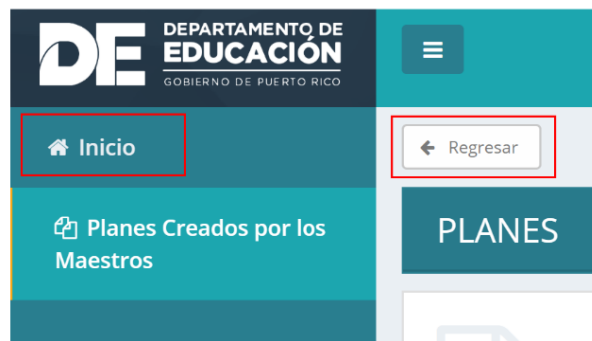 DE
DEPARTAMENTO DE
EDUCACIÓN
GOBIERNO DE PUERTO RICO
Inicio
Regresar
Planes Creados por los
Maestros
PLANES